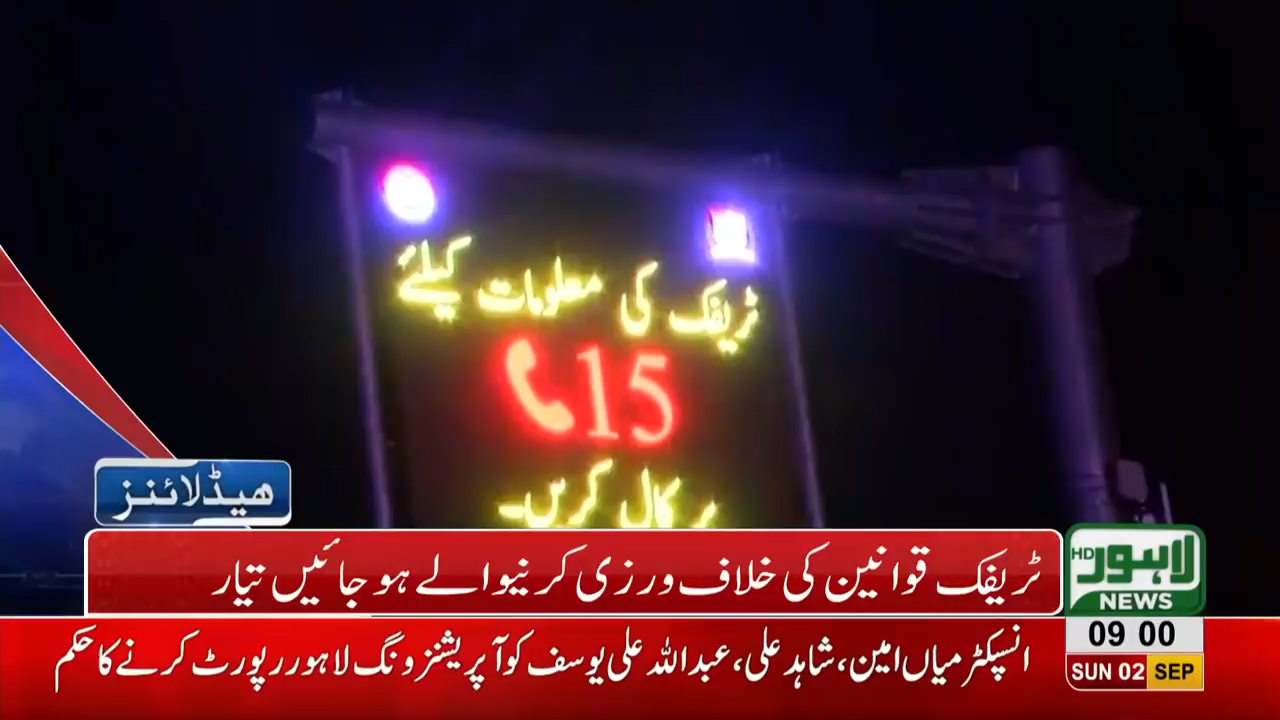 ٹریفک کی معلومات کیلئے
15
پر کال کریں۔
ھیڈلائنز
ٹریفک قوانین کی خلاف ورزی کرنیوالے ہو جائیں تیار
لاہور HD
NEWS
انسپکٹر میاں امین، شاہد علی، عبداللہ علی یوسف کو آپریشنز ونگ لاہور رپورٹ کرنے کا حکم
09 00
SUN 02 SEP